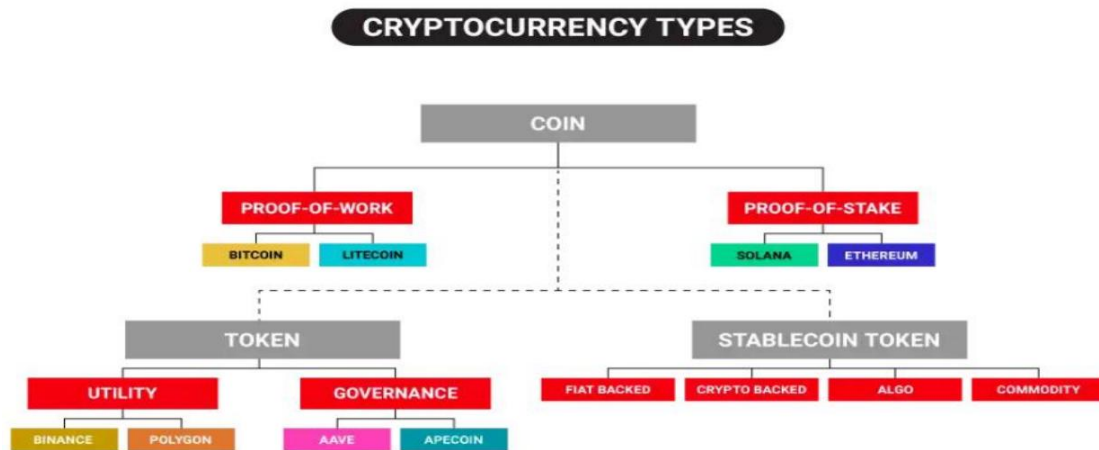 CRYPTOCURRENCY TYPES
COIN
PROOF-OF-WORK
PROOF-OF-STAKE
BITCOIN
LITECOIN
SOLANA
ETHEREUM
TOKEN
STABLECOIN TOKEN
UTILITY
GOVERNANCE
FIAT BACKED
CRYPTO BACKED
ALGO
COMMODITY
BINANCE
POLYGON
AAVE
APECOIN